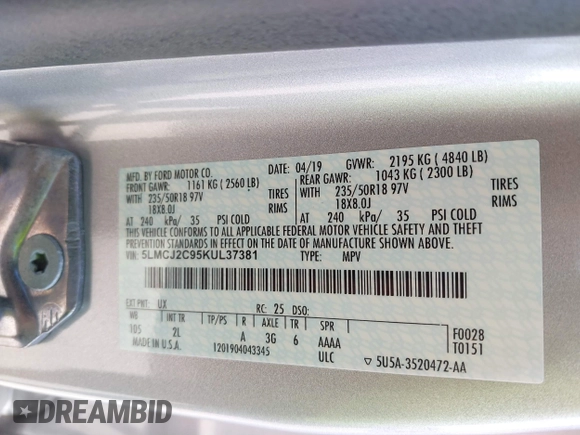 MFD. BY FORD MOTOR CO.
04/19
GVWR: 2195 KG ( 4840 LB)
FRONT GAWR: 1161 KG ( 2560 LB)
REAR GAWR: 1043 KG ( 2300 LB)
WITH 235/50R18 97V TIRES
WITH 235/50R18 97V TIRES
18X8.0J RIMS
18X8.0J RIMS
AT 240 kPa/ 35 PSI COLD
AT 240 kPa/ 35 PSI COLD
THIS VEHICLE CONFORMS TO ALL APPLICABLE FEDERAL MOTOR VEHICLE SAFETY AND THEFT
PREVENTION STANDARDS IN EFFECT ON THE DATE OF MANUFACTURE SHOWN ABOVE.
VIN: 5LMCJ2C95KUL37381
TYPE: MPV
EXT PNT: UX
RC: 25 DSO:
WB INT TR TP/PS R AXLE TR SPR
105 2L A 3G 6 AAAA
F0028
T0151
MADE IN U.S.A.
1201904043345
ULC
▽ 5U5A-3520472-AA
DREAMBID